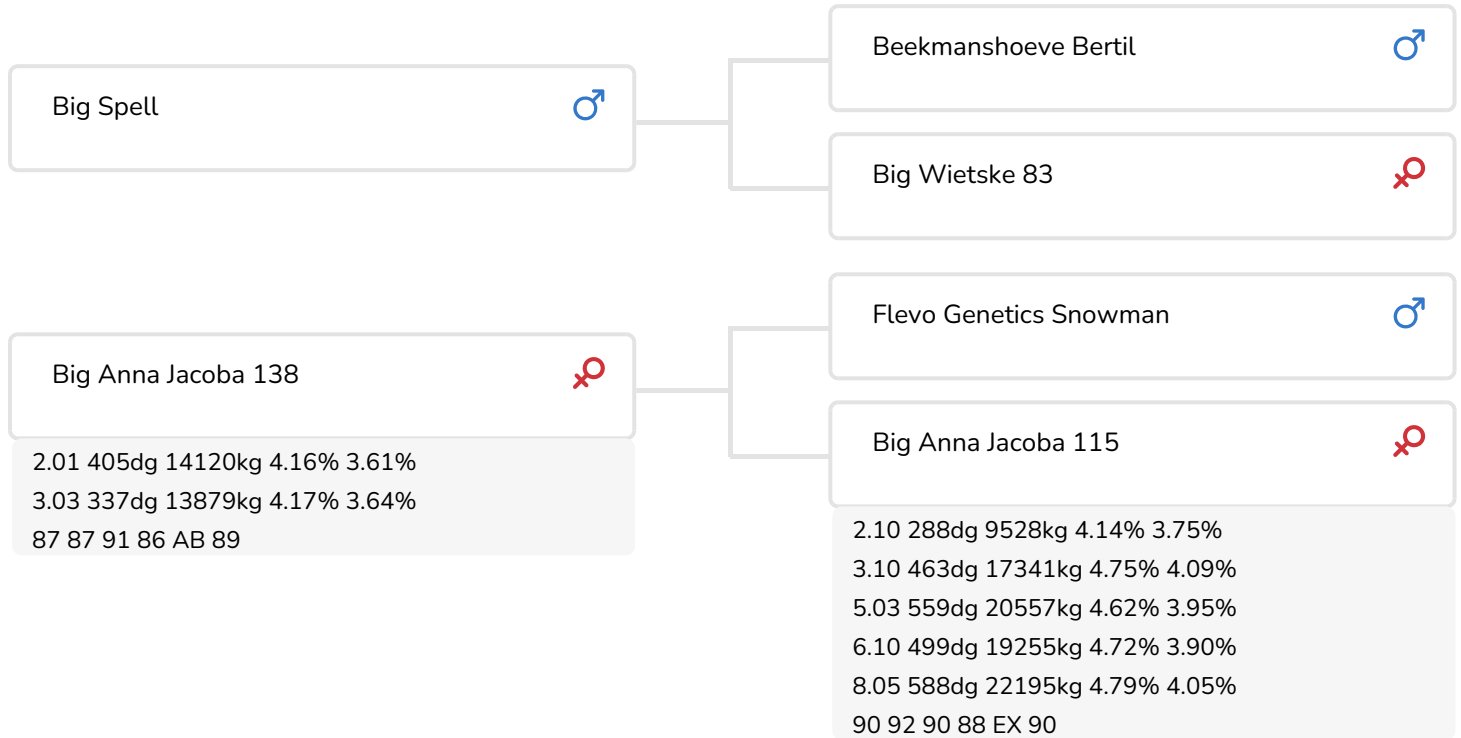 Big Spell
Beekmanshoeve Bertil
Big Wietske 83
Big Anna Jacoba 138
2.01 405dg 14120kg 4.16% 3.61%
3.03 337dg 13879kg 4.17% 3.64%
87 87 91 86 AB 89
Flevo Genetics Snowman
Big Anna Jacoba 115
2.10 288dg 9528kg 4.14% 3.75%
3.10 463dg 17341kg 4.75% 4.09%
5.03 559dg 20557kg 4.62% 3.95%
6.10 499dg 19255kg 4.72% 3.90%
8.05 588dg 22195kg 4.79% 4.05%
90 92 90 88 EX 90